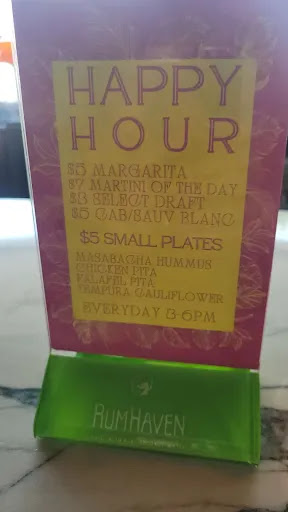 HAPPY
HOUR
$5 MARGARITA
$7 MARTINI OF THE DAY
$3 SELECT DRAFT
$5 CAB/SAUV BLANC
$5 SMALL PLATES
MASABACHA HUMMUS
CHICKEN PITA
FALAFEL PITA
TEMPURA CAULIFLOWER
EVERYDAY 3-6PM
RUMHAVEN